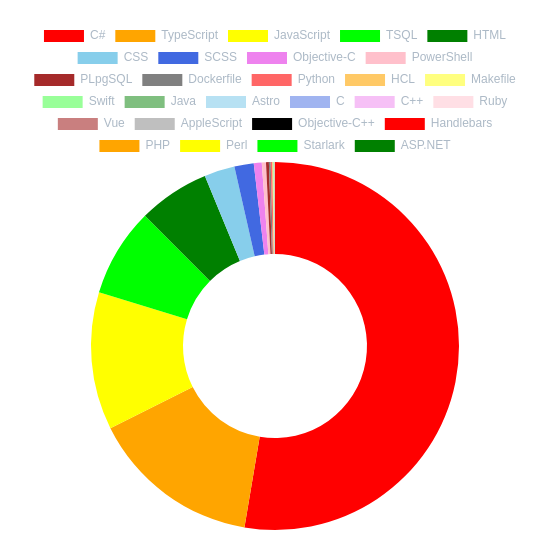 C# TypeScript JavaScript TSQL HTML
CSS SCSS Objective-C PowerShell
PLpgSQL Dockerfile Python HCL Makefile
Swift Java Astro C C++ Ruby
Vue AppleScript Objective-C++ Handlebars
PHP Perl Starlark ASP.NET